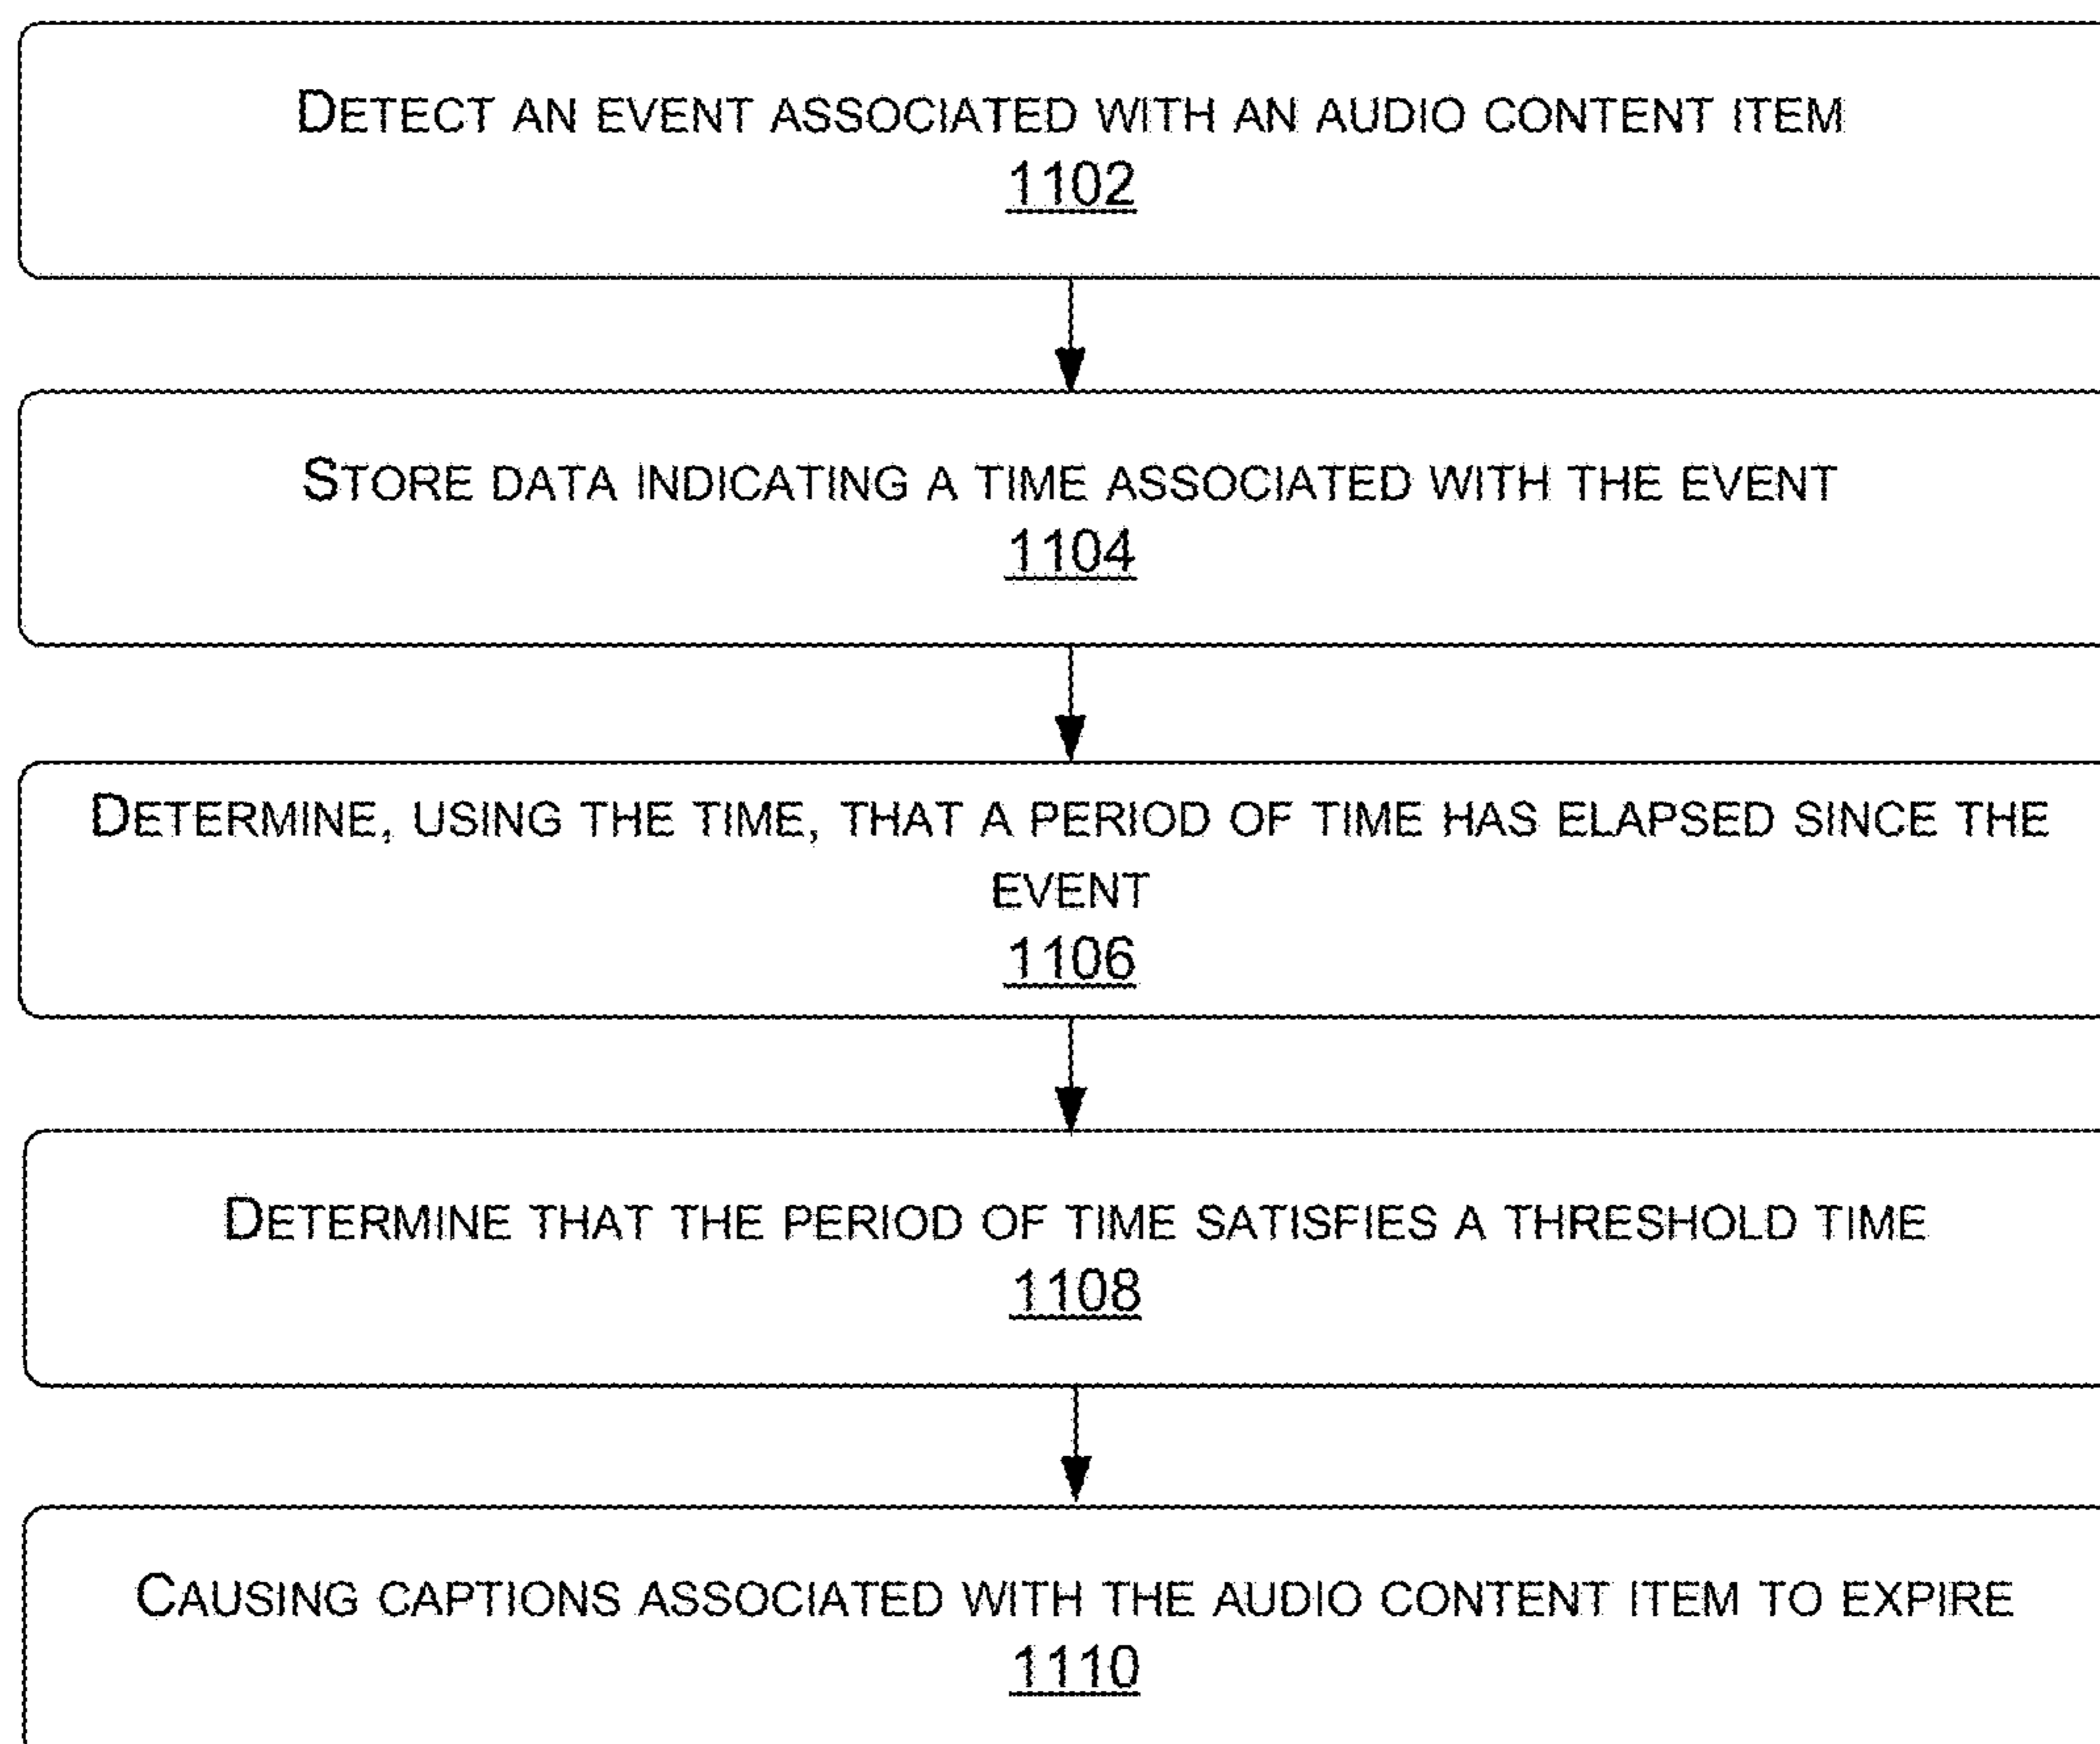 DETECT AN EVENT ASSOCIATED WITH AN AUDIO CONTENT ITEM
1102
STORE DATA INDICATING A TIME ASSOCIATED WITH THE EVENT
1104
DETERMINE, USING THE TIME, THAT A PERIOD OF TIME HAS ELAPSED SINCE THE
EVENT
1106
DETERMINE THAT THE PERIOD OF TIME SATISFIES A THRESHOLD TIME
1108
CAUSING CAPTIONS ASSOCIATED WITH THE AUDIO CONTENT ITEM TO EXPIRE
1110